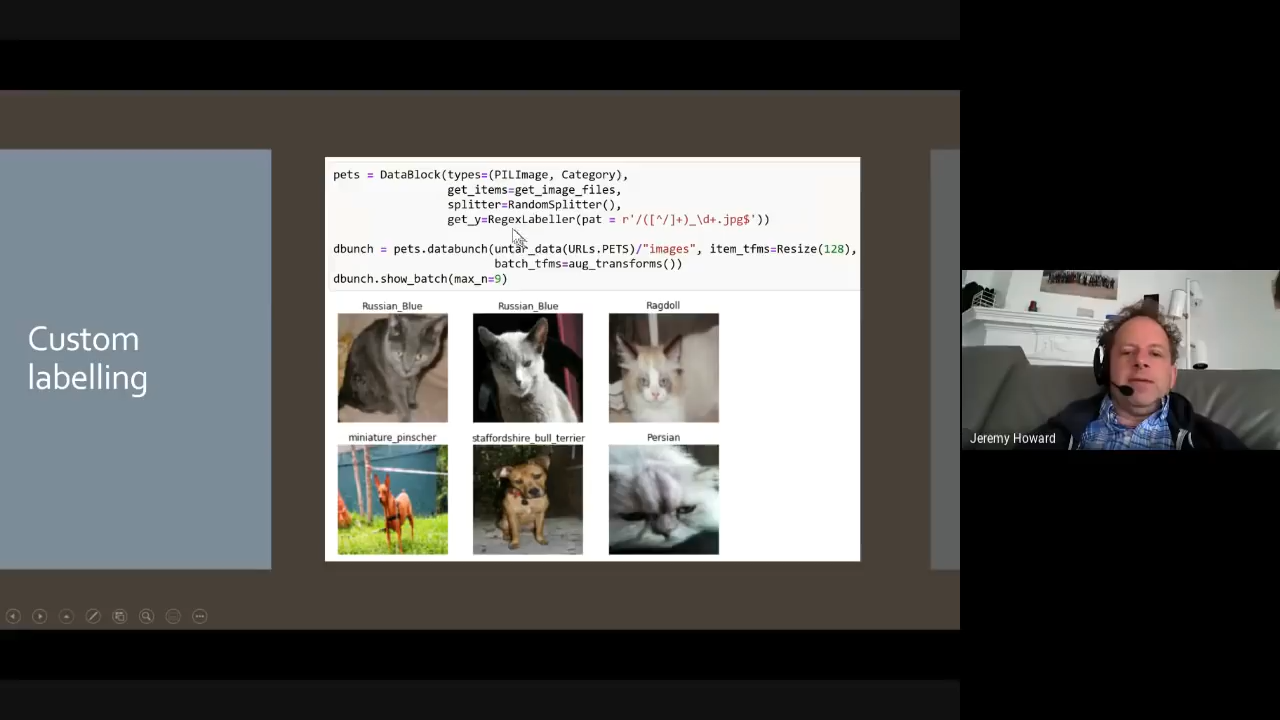 Custom
labelling
pets = DataBlock(types=(PILImage, Category),
get_items=get_image_files,
splitter=RandomSplitter(),
get_y=RegexLabeller(pat = r'/([^/]+)_\d+.jpg$'))
dbunch = pets.databunch(untar_data(URLs.PETS)/"images", item_tfms=Resize(128),
batch_tfms=aug_transforms())
dbunch.show_batch(max_n=9)
Russian_Blue
Russian_Blue
Ragdoll
miniature_pinscher
staffordshire_bull_terrier
Persian
Jeremy Howard